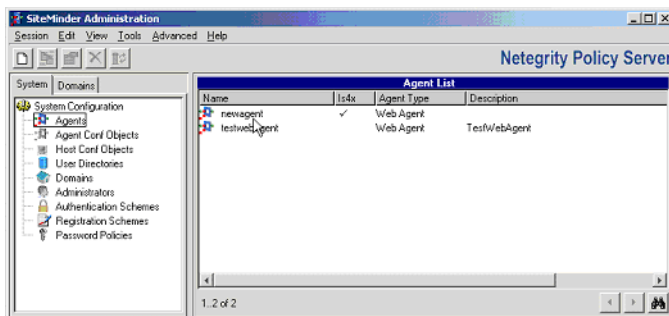 SiteMinder Administration
Session Edit View Tools Advanced Help
Netegrity Policy Server
System Domains
System Configuration
Agents
Agent Conf Objects
Host Conf Objects
User Directories
Domains
Administrators
Authentication Schemes
Registration Schemes
Password Policies
Agent List
Name Is4x Agent Type Description
newagent ✓ Web Agent
testwebagent Web Agent TestWebAgent
1..2 of 2